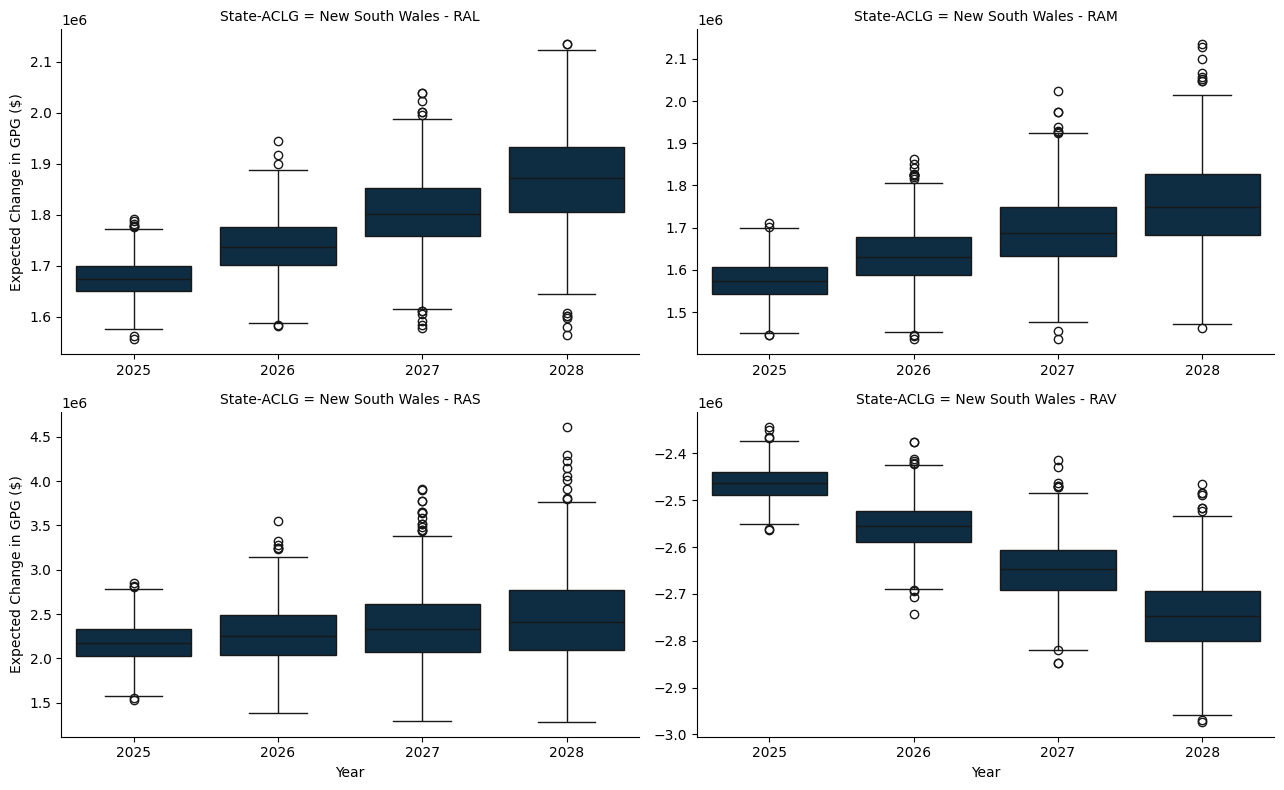 State-ACLG = New South Wales - RAL
1e6
Expected Change in GPG ($)
2.1
2.0
1.9
1.8
1.7
1.6
2025 2026 2027 2028
State-ACLG = New South Wales - RAM
1e6
2.1
2.0
1.9
1.8
1.7
1.6
1.5
2025 2026 2027 2028
State-ACLG = New South Wales - RAS
1e6
Expected Change in GPG ($)
4.5
4.0
3.5
3.0
2.5
2.0
1.5
2025 2026 2027 2028
Year
State-ACLG = New South Wales - RAV
1e6
−2.4
−2.5
−2.6
−2.7
−2.8
−2.9
−3.0
2025 2026 2027 2028
Year